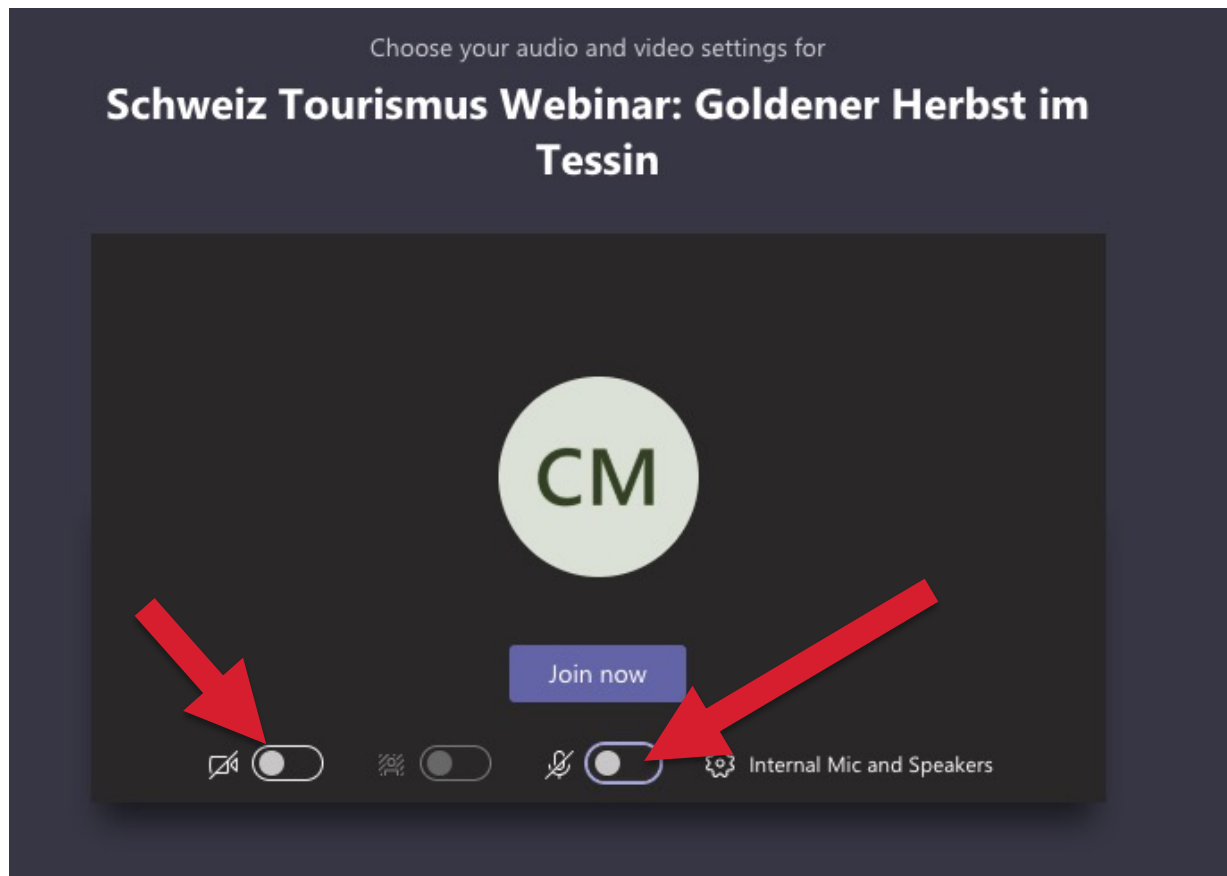 Choose your audio and video settings for
Schweiz Tourismus Webinar: Goldener Herbst im
Tessin
CM
Join now
Internal Mic and Speakers